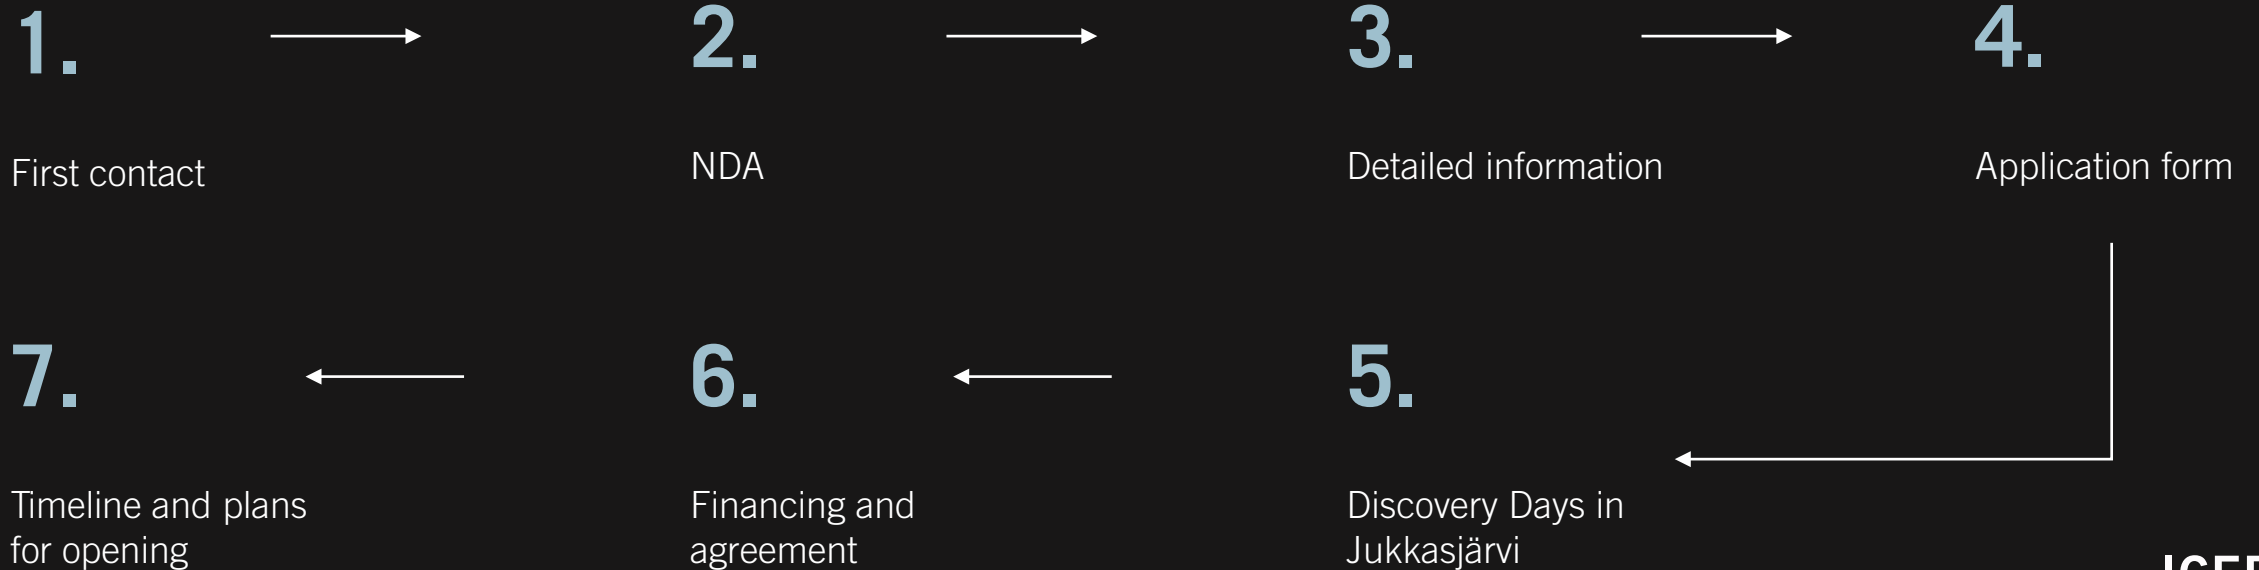 1.
First contact
2.
NDA
3.
Detailed information
4.
Application form
5.
Discovery Days in
Jukkasjärvi
6.
Financing and
agreement
7.
Timeline and plans
for opening